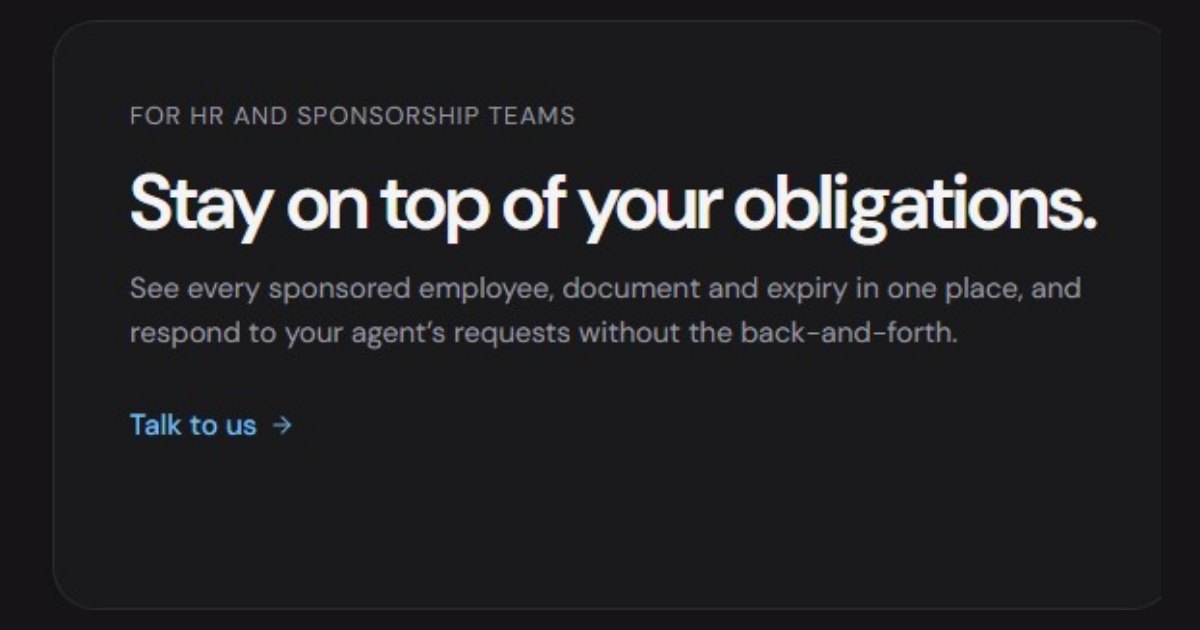 FOR HR AND SPONSORSHIP TEAMS
Stay on top of your obligations.
See every sponsored employee, document and expiry in one place, and
respond to your agent’s requests without the back-and-forth.
Talk to us →